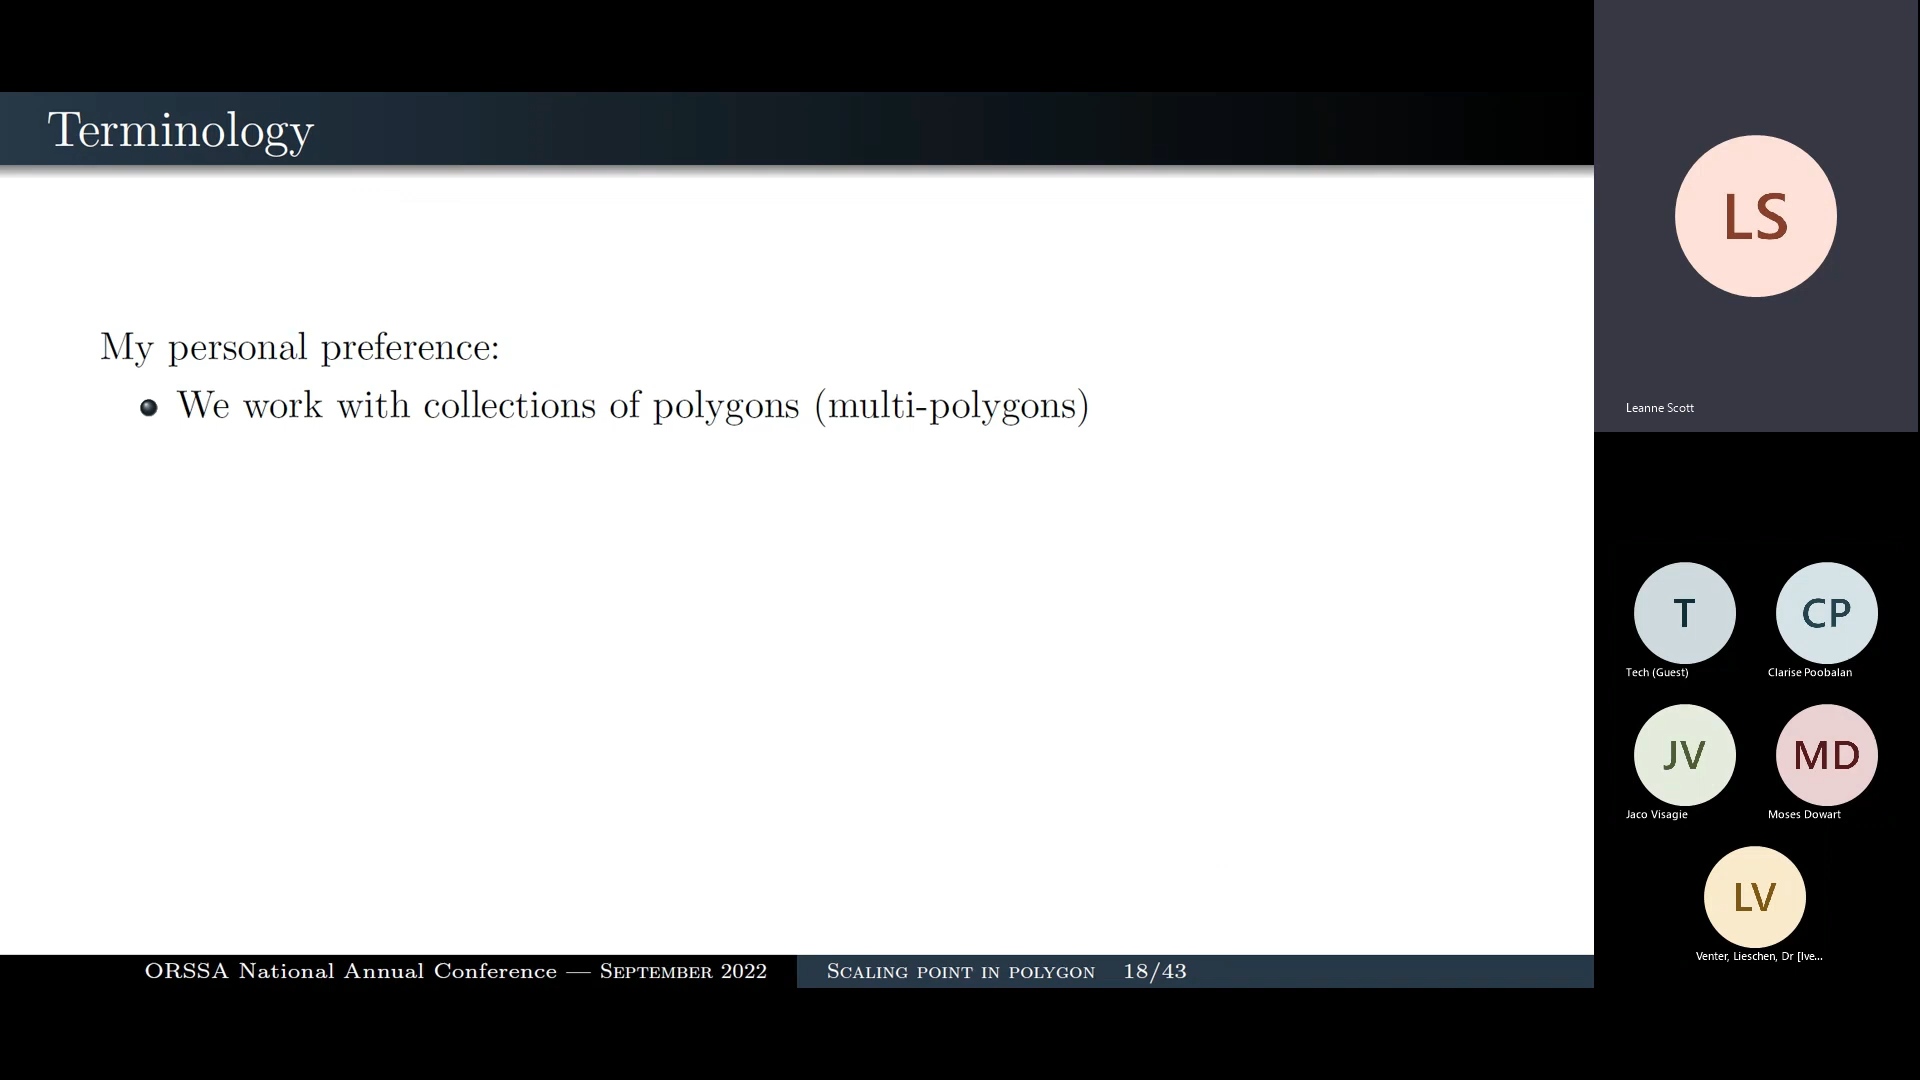 Terminology
My personal preference:
We work with collections of polygons (multi-polygons)
ORSSA National Annual Conference — September 2022
Scaling point in polygon 18/43
LS
Leanne Scott
T
Tech (Guest)
CP
Clarise Poobalan
JV
Jaco Visagie
MD
Moses Dowart
LV
Venter, Lieschen, Dr [lve...